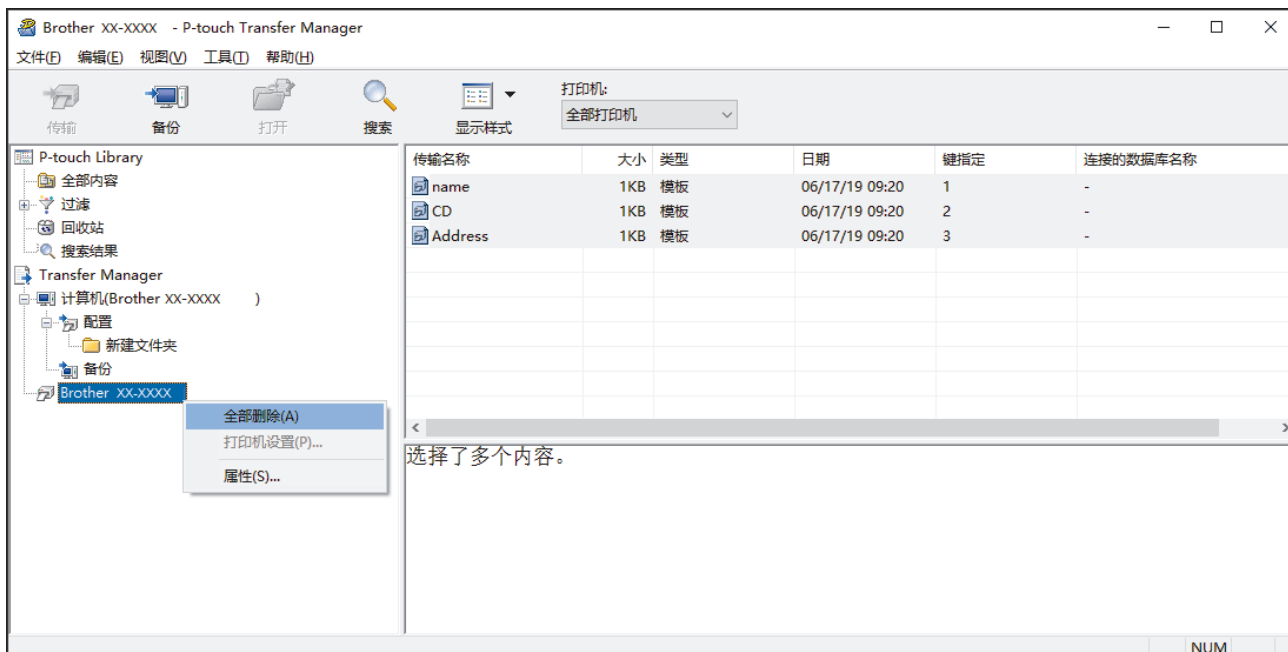 Brother XX-XXXX - P-touch Transfer Manager
文件(F) 编辑(E) 视图(V) 工具(T) 帮助(H)
传输 备份 打开 搜索 显示样式
打印机:
全部打印机
P-touch Library
全部内容
过滤
回收站
搜索结果
Transfer Manager
计算机(Brother XX-XXXX )
配置
新建文件夹
备份
Brother XX-XXXX
全部删除(A)
打印机设置(P)...
属性(S)...
传输名称 大小 类型 日期 键指定 连接的数据库名称
name 1KB 模板 06/17/19 09:20 1 -
CD 1KB 模板 06/17/19 09:20 2 -
Address 1KB 模板 06/17/19 09:20 3 -
选择了多个内容。
NUM